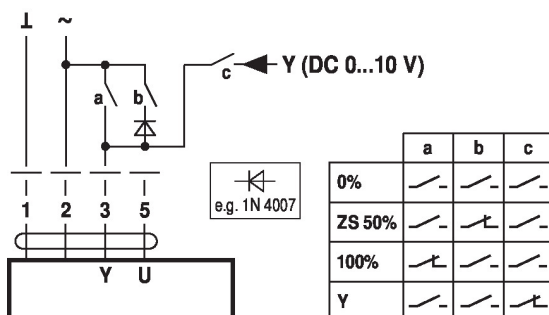 ⊥ ~
a b c Y (DC 0...10 V)
1 2 3 5
Y U
e.g. 1N 4007
a b c
0%
ZS 50%
100%
Y